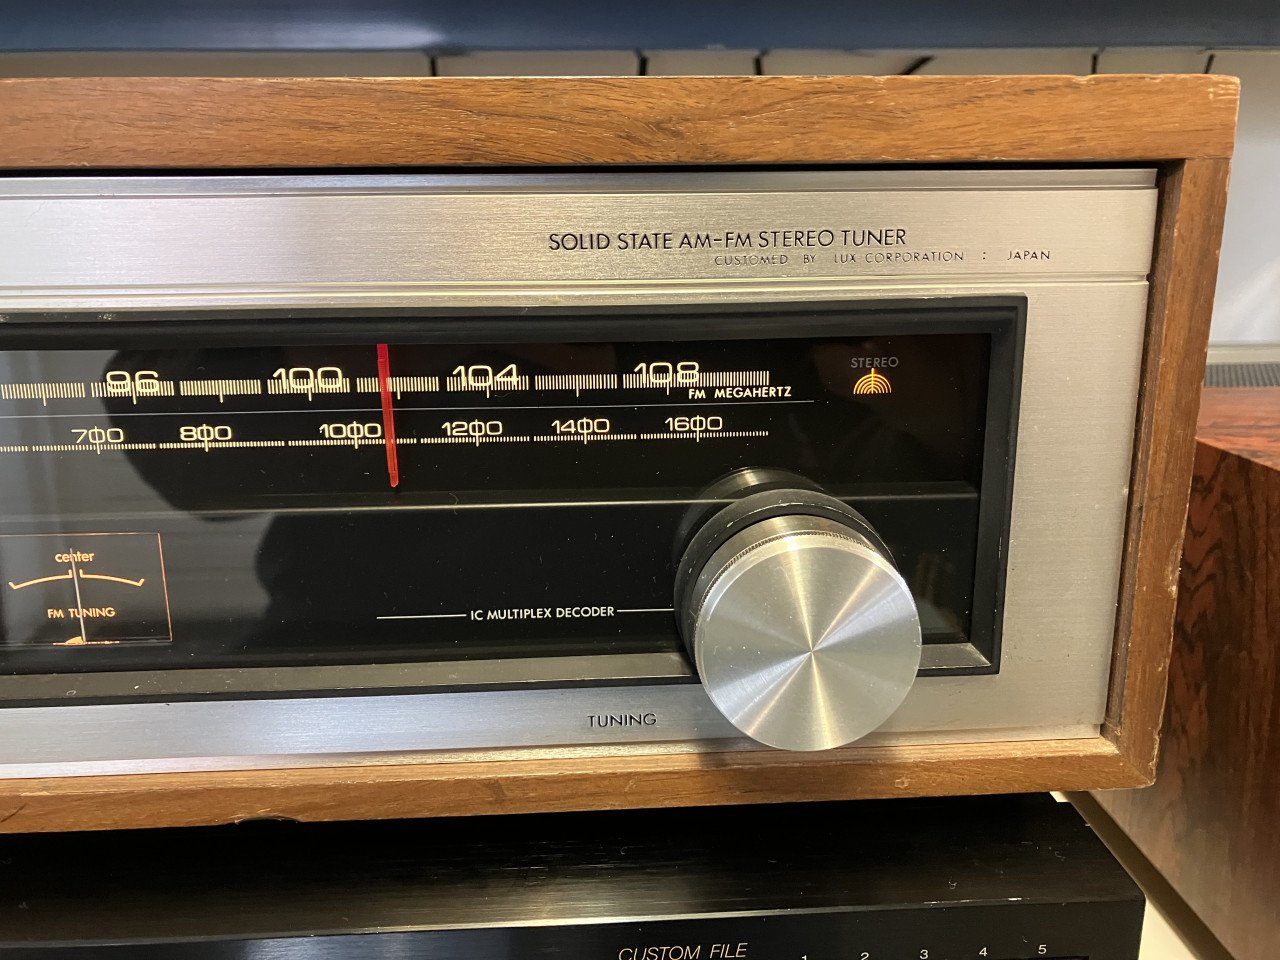 SOLID STATE AM-FM STEREO TUNER
CUSTOMED BY LUX CORPORATION : JAPAN
STEREO
96 100 104 108
FM MEGAHERTZ
700 800 1000 1200 1400 1600
center
FM TUNING
IC MULTIPLEX DECODER
TUNING
CUSTOM FILE 1 2 3 4 5